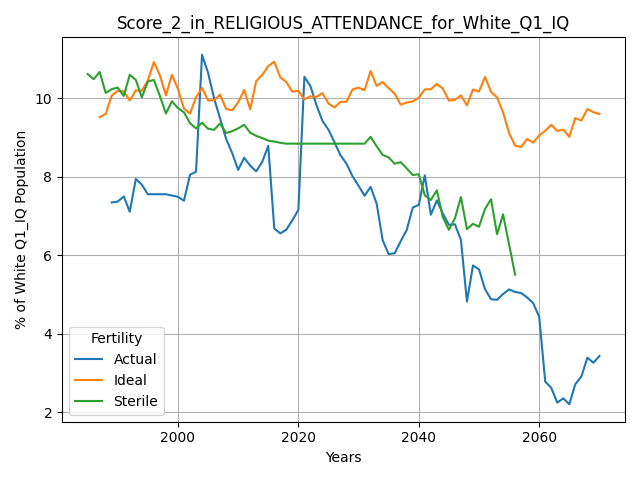 Score_2_in_RELIGIOUS_ATTENDANCE_for_White_Q1_IQ
% of White Q1_IQ Population
10
8
6
4
2
Fertility
Actual
Ideal
Sterile
2000
2020
2040
2060
Years